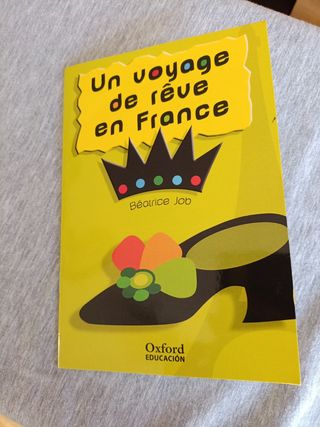 Un voyage
de rêve
en France
Béatrice Job
Oxford
EDUCACIÓN